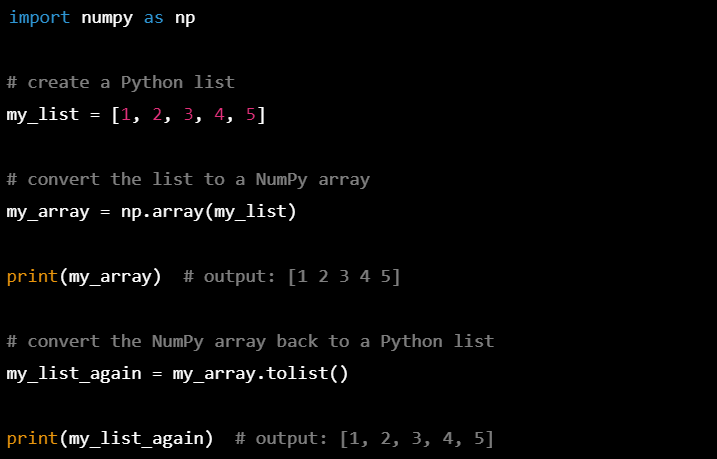 import numpy as np
# create a Python list
my_list = [1, 2, 3, 4, 5]
# convert the list to a NumPy array
my_array = np.array(my_list)
print(my_array)  # output: [1 2 3 4 5]
# convert the NumPy array back to a Python list
my_list_again = my_array.tolist()
print(my_list_again)  # output: [1, 2, 3, 4, 5]